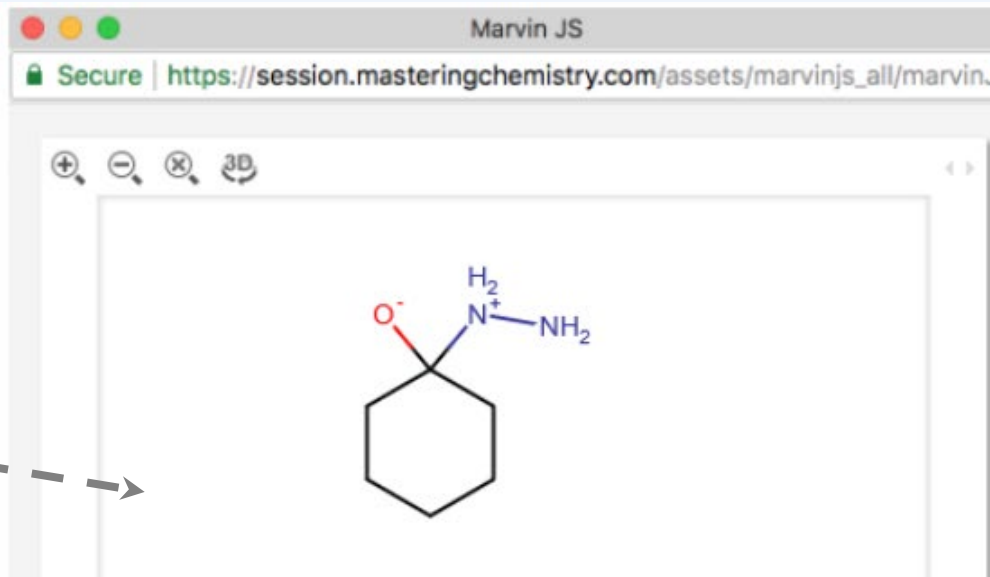 Marvin JS
Secure | https://session.masteringchemistry.com/assets/marvinjs_all/marvin.
3D
H2
O- N+ NH2